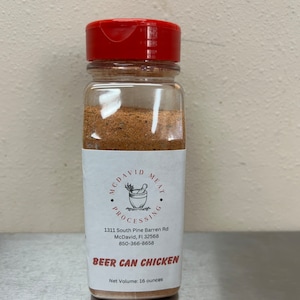 MCDAVID MEAT
PROCESSING
1311 South Pine Barren Rd
McDavid, Fl 32568
850-366-8658
BEER CAN CHICKEN
Net Volume: 16 ounces